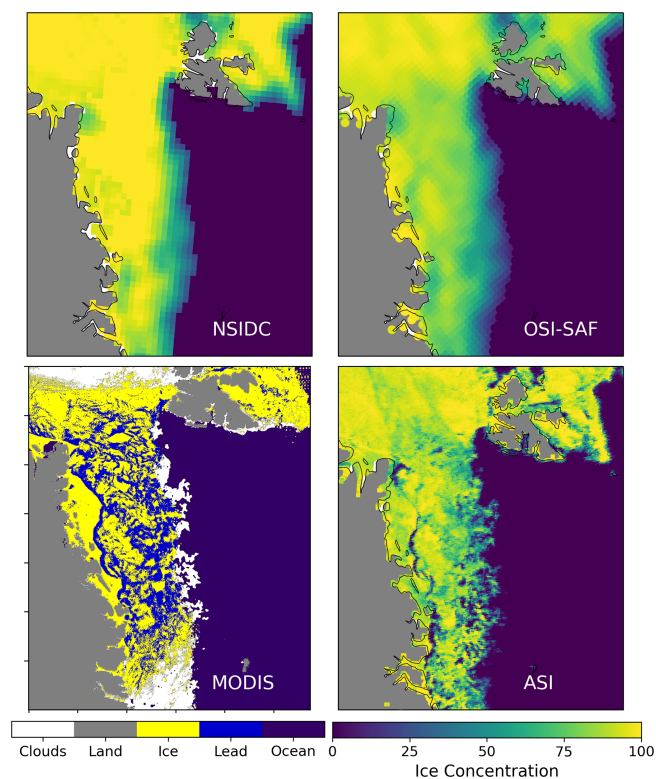 NSIDC
OSI-SAF
MODIS
ASI
Clouds Land Ice Lead Ocean
0 25 50 75 100
Ice Concentration